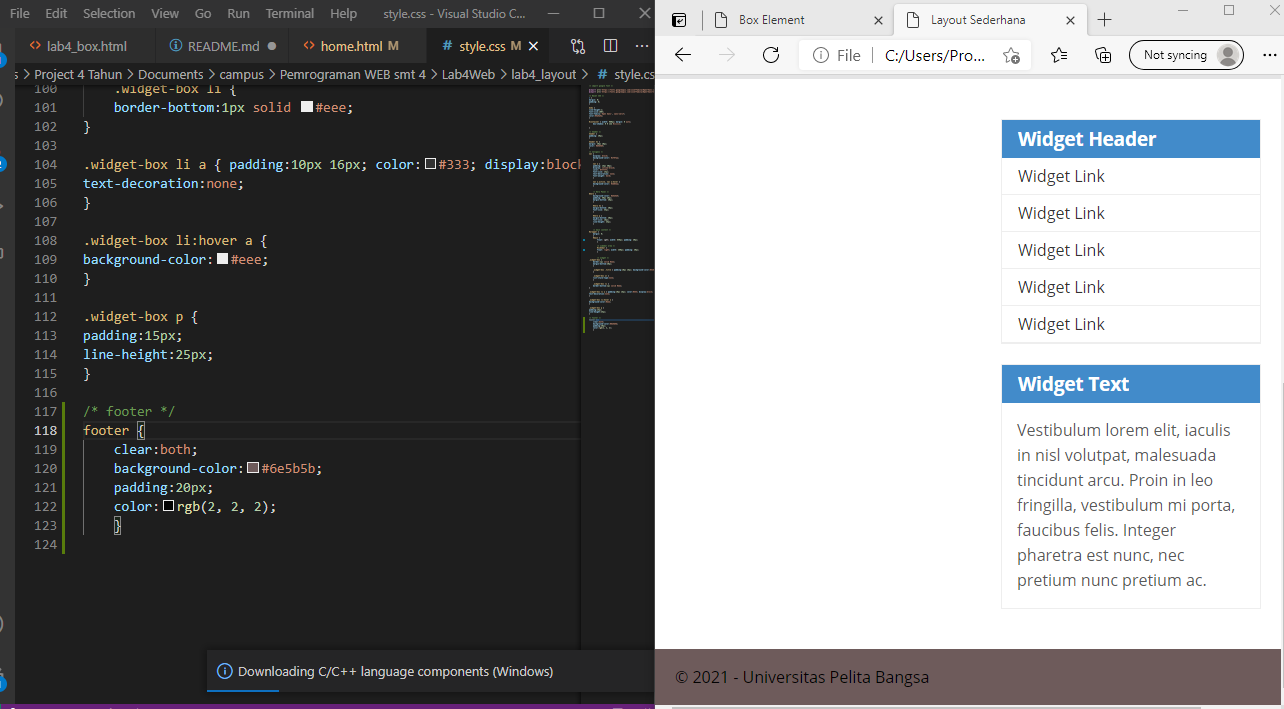 File Edit Selection View Go Run Terminal Help style.css - Visual Studio C...
lab4_box.html README.md home.html M style.css M
s > Project 4 Tahun > Documents > campus > Pemrograman WEB smt 4 > Lab4Web > lab4_layout > # style.cs
100 .widget-box li {
101 border-bottom:1px solid #eee;
102 }
103
104 .widget-box li a { padding:10px 16px; color:#333; display:block
105 text-decoration:none;
106 }
107
108 .widget-box li:hover a {
109 background-color:#eee;
110 }
111
112 .widget-box p {
113 padding:15px;
114 line-height:25px;
115 }
116
117 /* footer */
118 footer {
119 clear:both;
120 background-color:#6e5b5b;
121 padding:20px;
122 color:rgb(2, 2, 2);
123 }
124
Downloading C/C++ language components (Windows)
Box Element Layout Sederhana
File C:/Users/Pro... Not syncing
Widget Header
Widget Link
Widget Link
Widget Link
Widget Link
Widget Link
Widget Text
Vestibulum lorem elit, iaculis
in nisl volutpat, malesuada
tincidunt arcu. Proin in leo
fringilla, vestibulum mi porta,
faucibus felis. Integer
pharetra est nunc, nec
pretium nunc pretium ac.
© 2021 - Universitas Pelita Bangsa